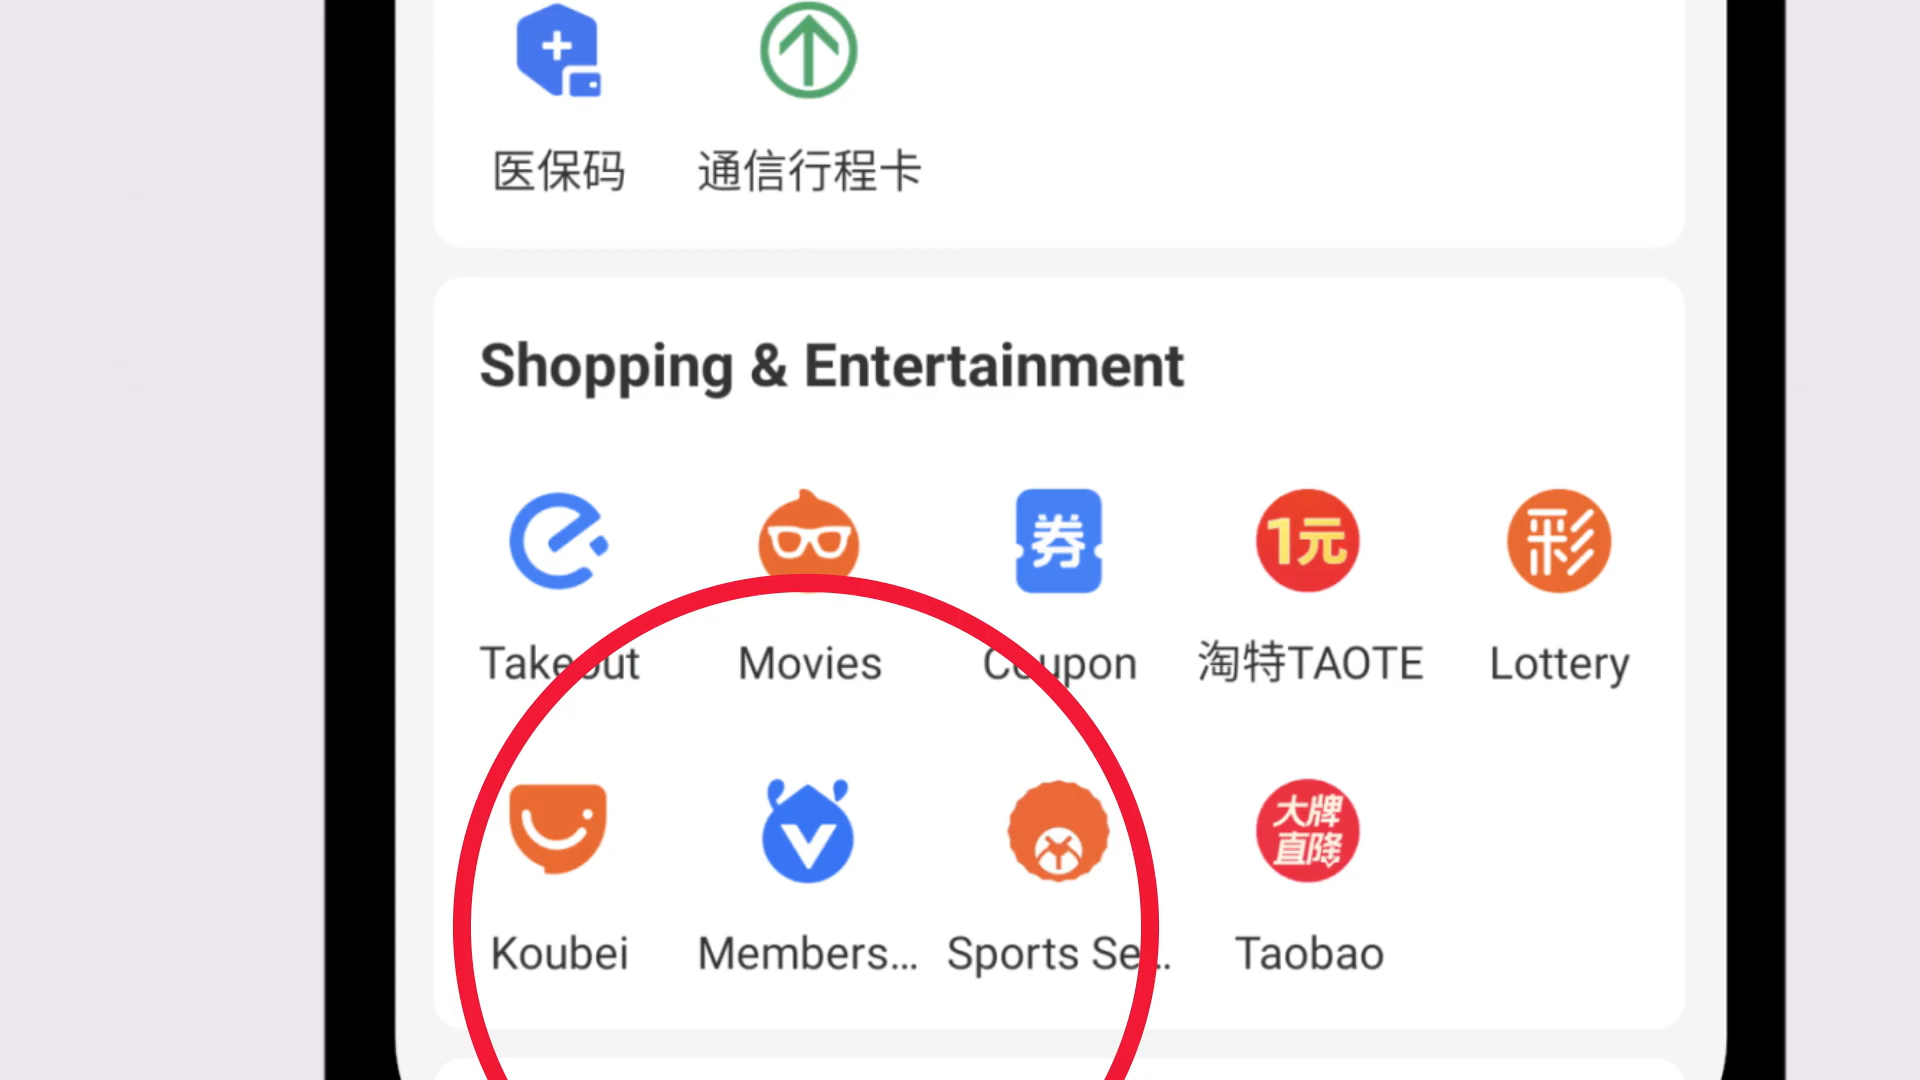 医保码 通信行程卡
Shopping & Entertainment
券 1元 彩
Takeout Movies Coupon 淘特TAOTE Lottery
大牌
直降
Koubei Members... Sports Se... Taobao